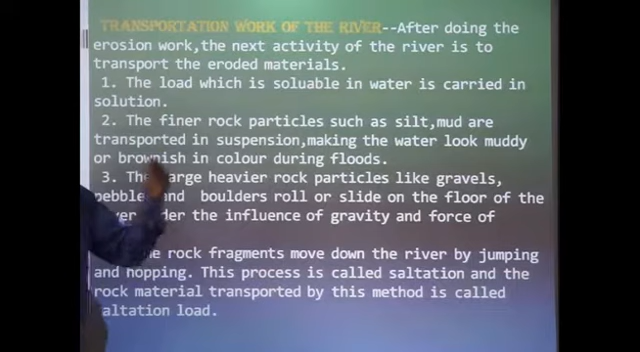 TRANSPORTATION WORK OF THE RIVER--After doing the
erosion work,the next activity of the river is to
transport the eroded materials.
1. The load which is soluable in water is carried in
solution.
2. The finer rock particles such as silt,mud are
transported in suspension,making the water look muddy
or brownish in colour during floods.
3. The large heavier rock particles like gravels,
pebble and boulders roll or slide on the floor of the
the influence of gravity and force of
rock fragments move down the river by jumping
and hopping. This process is called saltation and the
rock material transported by this method is called
saltation load.